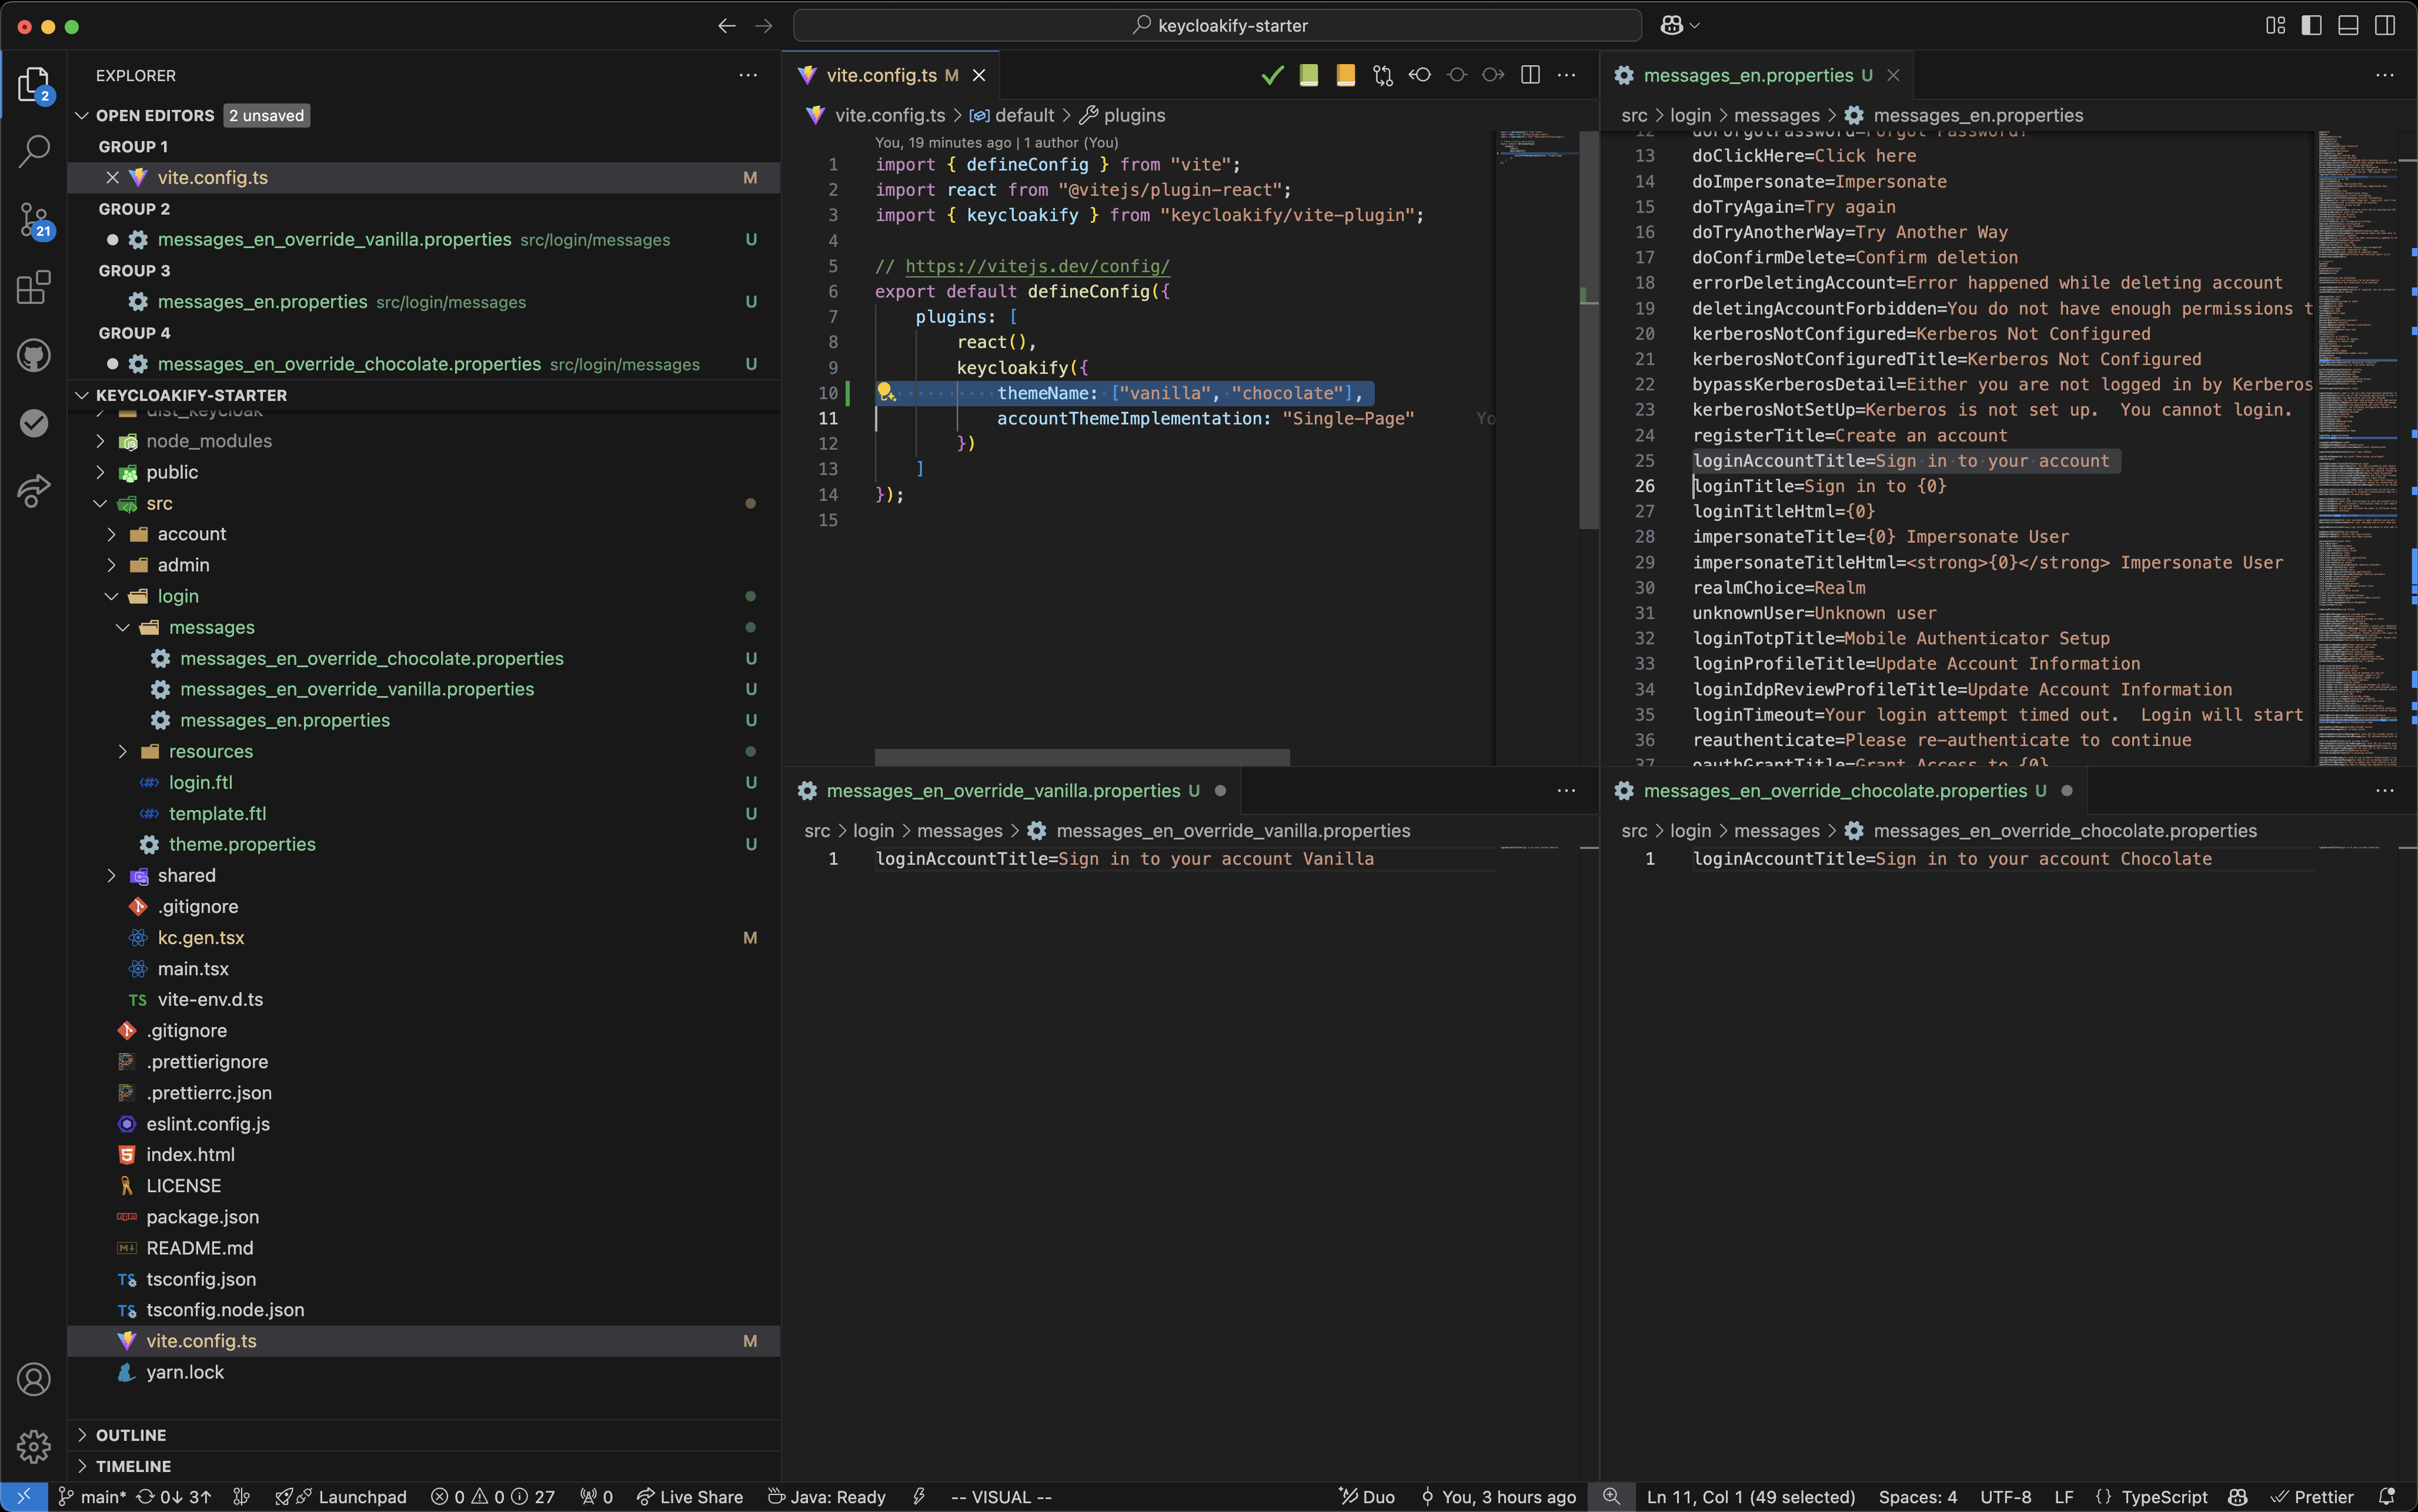 keycloakify-starter
EXPLORER
OPEN EDITORS 2 unsaved
GROUP 1
vite.config.ts M
GROUP 2
messages_en_override_vanilla.properties src/login/messages U
GROUP 3
messages_en.properties src/login/messages U
GROUP 4
messages_en_override_chocolate.properties src/login/messages U
KEYCLOAKIFY-STARTER
dist_keycloak
node_modules
public
src
account
admin
login
messages
messages_en_override_chocolate.properties U
messages_en_override_vanilla.properties U
messages_en.properties U
resources
login.ftl U
template.ftl U
theme.properties U
shared
.gitignore
kc.gen.tsx M
main.tsx
TS vite-env.d.ts
.gitignore
.prettierignore
.prettierrc.json
eslint.config.js
index.html
LICENSE
package.json
README.md
TS tsconfig.json
TS tsconfig.node.json
vite.config.ts M
yarn.lock
OUTLINE
TIMELINE
2
21
vite.config.ts M
vite.config.ts > default > plugins
You, 19 minutes ago | 1 author (You)
1 import { defineConfig } from "vite";
2 import react from "@vitejs/plugin-react";
3 import { keycloakify } from "keycloakify/vite-plugin";
4
5 // https://vitejs.dev/config/
6 export default defineConfig({
7 plugins: [
8 react(),
9 keycloakify({
10 themeName: ["vanilla", "chocolate"],
11 accountThemeImplementation: "Single-Page" Yo
12 })
13 ]
14 });
15
messages_en.properties U
src > login > messages > messages_en.properties
12 doForgotPassword=Forgot Password?
13 doClickHere=Click here
14 doImpersonate=Impersonate
15 doTryAgain=Try again
16 doTryAnotherWay=Try Another Way
17 doConfirmDelete=Confirm deletion
18 errorDeletingAccount=Error happened while deleting account
19 deletingAccountForbidden=You do not have enough permissions t
20 kerberosNotConfigured=Kerberos Not Configured
21 kerberosNotConfiguredTitle=Kerberos Not Configured
22 bypassKerberosDetail=Either you are not logged in by Kerberos
23 kerberosNotSetUp=Kerberos is not set up.  You cannot login.
24 registerTitle=Create an account
25 loginAccountTitle=Sign in to your account
26 loginTitle=Sign in to {0}
27 loginTitleHtml={0}
28 impersonateTitle={0} Impersonate User
29 impersonateTitleHtml=<strong>{0}</strong> Impersonate User
30 realmChoice=Realm
31 unknownUser=Unknown user
32 loginTotpTitle=Mobile Authenticator Setup
33 loginProfileTitle=Update Account Information
34 loginIdpReviewProfileTitle=Update Account Information
35 loginTimeout=Your login attempt timed out.  Login will start
36 reauthenticate=Please re-authenticate to continue
37 oauthGrantTitle=Grant Access to {0}
messages_en_override_vanilla.properties U
src > login > messages > messages_en_override_vanilla.properties
1 loginAccountTitle=Sign in to your account Vanilla
messages_en_override_chocolate.properties U
src > login > messages > messages_en_override_chocolate.properties
1 loginAccountTitle=Sign in to your account Chocolate
main* 0↓ 3↑ Launchpad 0 0 27 0 Live Share Java: Ready -- VISUAL -- Duo You, 3 hours ago Ln 11, Col 1 (49 selected) Spaces: 4 UTF-8 LF {} TypeScript Prettier